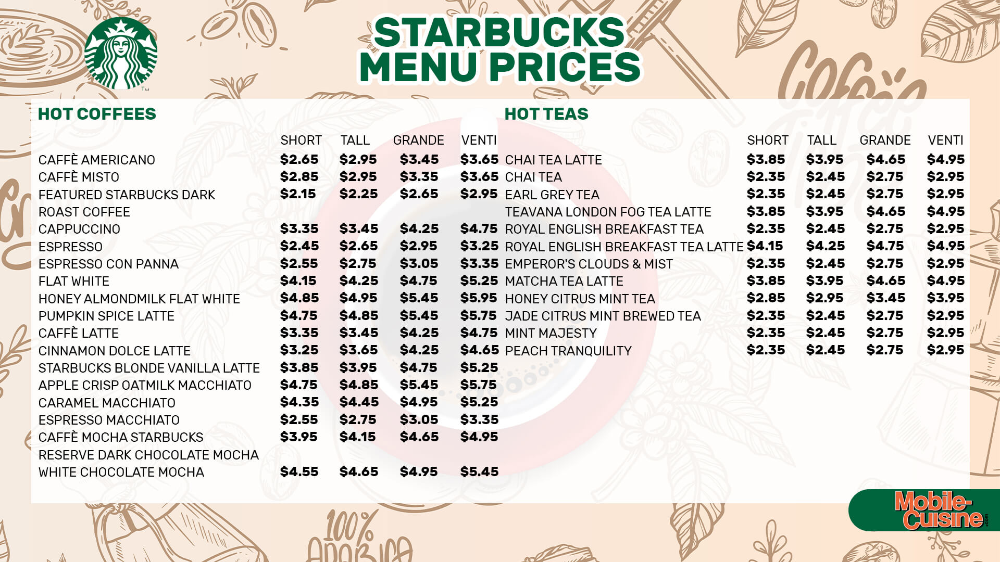 STARBUCKS
MENU PRICES
TM
Coffee
Time
HOT COFFEES
SHORT TALL GRANDE VENTI
CAFFÈ AMERICANO $2.65 $2.95 $3.45 $3.65
CAFFÈ MISTO $2.85 $2.95 $3.35 $3.65
FEATURED STARBUCKS DARK $2.15 $2.25 $2.65 $2.95
ROAST COFFEE
CAPPUCCINO $3.35 $3.45 $4.25 $4.75
ESPRESSO $2.45 $2.65 $2.95 $3.25
ESPRESSO CON PANNA $2.55 $2.75 $3.05 $3.35
FLAT WHITE $4.15 $4.25 $4.75 $5.25
HONEY ALMONDMILK FLAT WHITE $4.85 $4.95 $5.45 $5.95
PUMPKIN SPICE LATTE $4.75 $4.85 $5.45 $5.75
CAFFÈ LATTE $3.35 $3.45 $4.25 $4.75
CINNAMON DOLCE LATTE $3.25 $3.65 $4.25 $4.65
STARBUCKS BLONDE VANILLA LATTE $3.85 $3.95 $4.75 $5.25
APPLE CRISP OATMILK MACCHIATO $4.75 $4.85 $5.45 $5.75
CARAMEL MACCHIATO $4.35 $4.45 $4.95 $5.25
ESPRESSO MACCHIATO $2.55 $2.75 $3.05 $3.35
CAFFÈ MOCHA STARBUCKS $3.95 $4.15 $4.65 $4.95
RESERVE DARK CHOCOLATE MOCHA
WHITE CHOCOLATE MOCHA $4.55 $4.65 $4.95 $5.45
HOT TEAS
SHORT TALL GRANDE VENTI
CHAI TEA LATTE $3.85 $3.95 $4.65 $4.95
CHAI TEA $2.35 $2.45 $2.75 $2.95
EARL GREY TEA $2.35 $2.45 $2.75 $2.95
TEAVANA LONDON FOG TEA LATTE $3.85 $3.95 $4.65 $4.95
ROYAL ENGLISH BREAKFAST TEA $2.35 $2.45 $2.75 $2.95
ROYAL ENGLISH BREAKFAST TEA LATTE $4.15 $4.25 $4.75 $4.95
EMPEROR'S CLOUDS & MIST $2.35 $2.45 $2.75 $2.95
MATCHA TEA LATTE $3.85 $3.95 $4.65 $4.95
HONEY CITRUS MINT TEA $2.85 $2.95 $3.45 $3.95
JADE CITRUS MINT BREWED TEA $2.35 $2.45 $2.75 $2.95
MINT MAJESTY $2.35 $2.45 $2.75 $2.95
PEACH TRANQUILITY $2.35 $2.45 $2.75 $2.95
100%
ARABICA
Mobile-
Cuisine.com